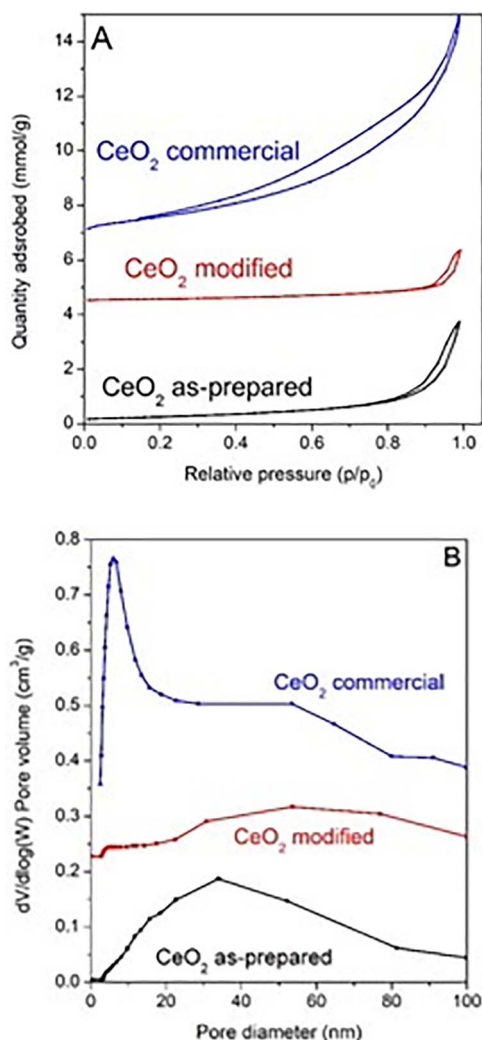 A
15
14
12
10
8
6
4
2
0
Quantity adsrobed (mmol/g)
CeO2 commercial
CeO2 modified
CeO2 as-prepared
0.0 0.2 0.4 0.6 0.8 1.0
Relative pressure (p/p0)
B
0.8
0.7
0.6
0.5
0.4
0.3
0.2
0.1
0.0
dV/dlog(W) Pore volume (cm³/g)
CeO2 commercial
CeO2 modified
CeO2 as-prepared
0 20 40 60 80 100
Pore diameter (nm)